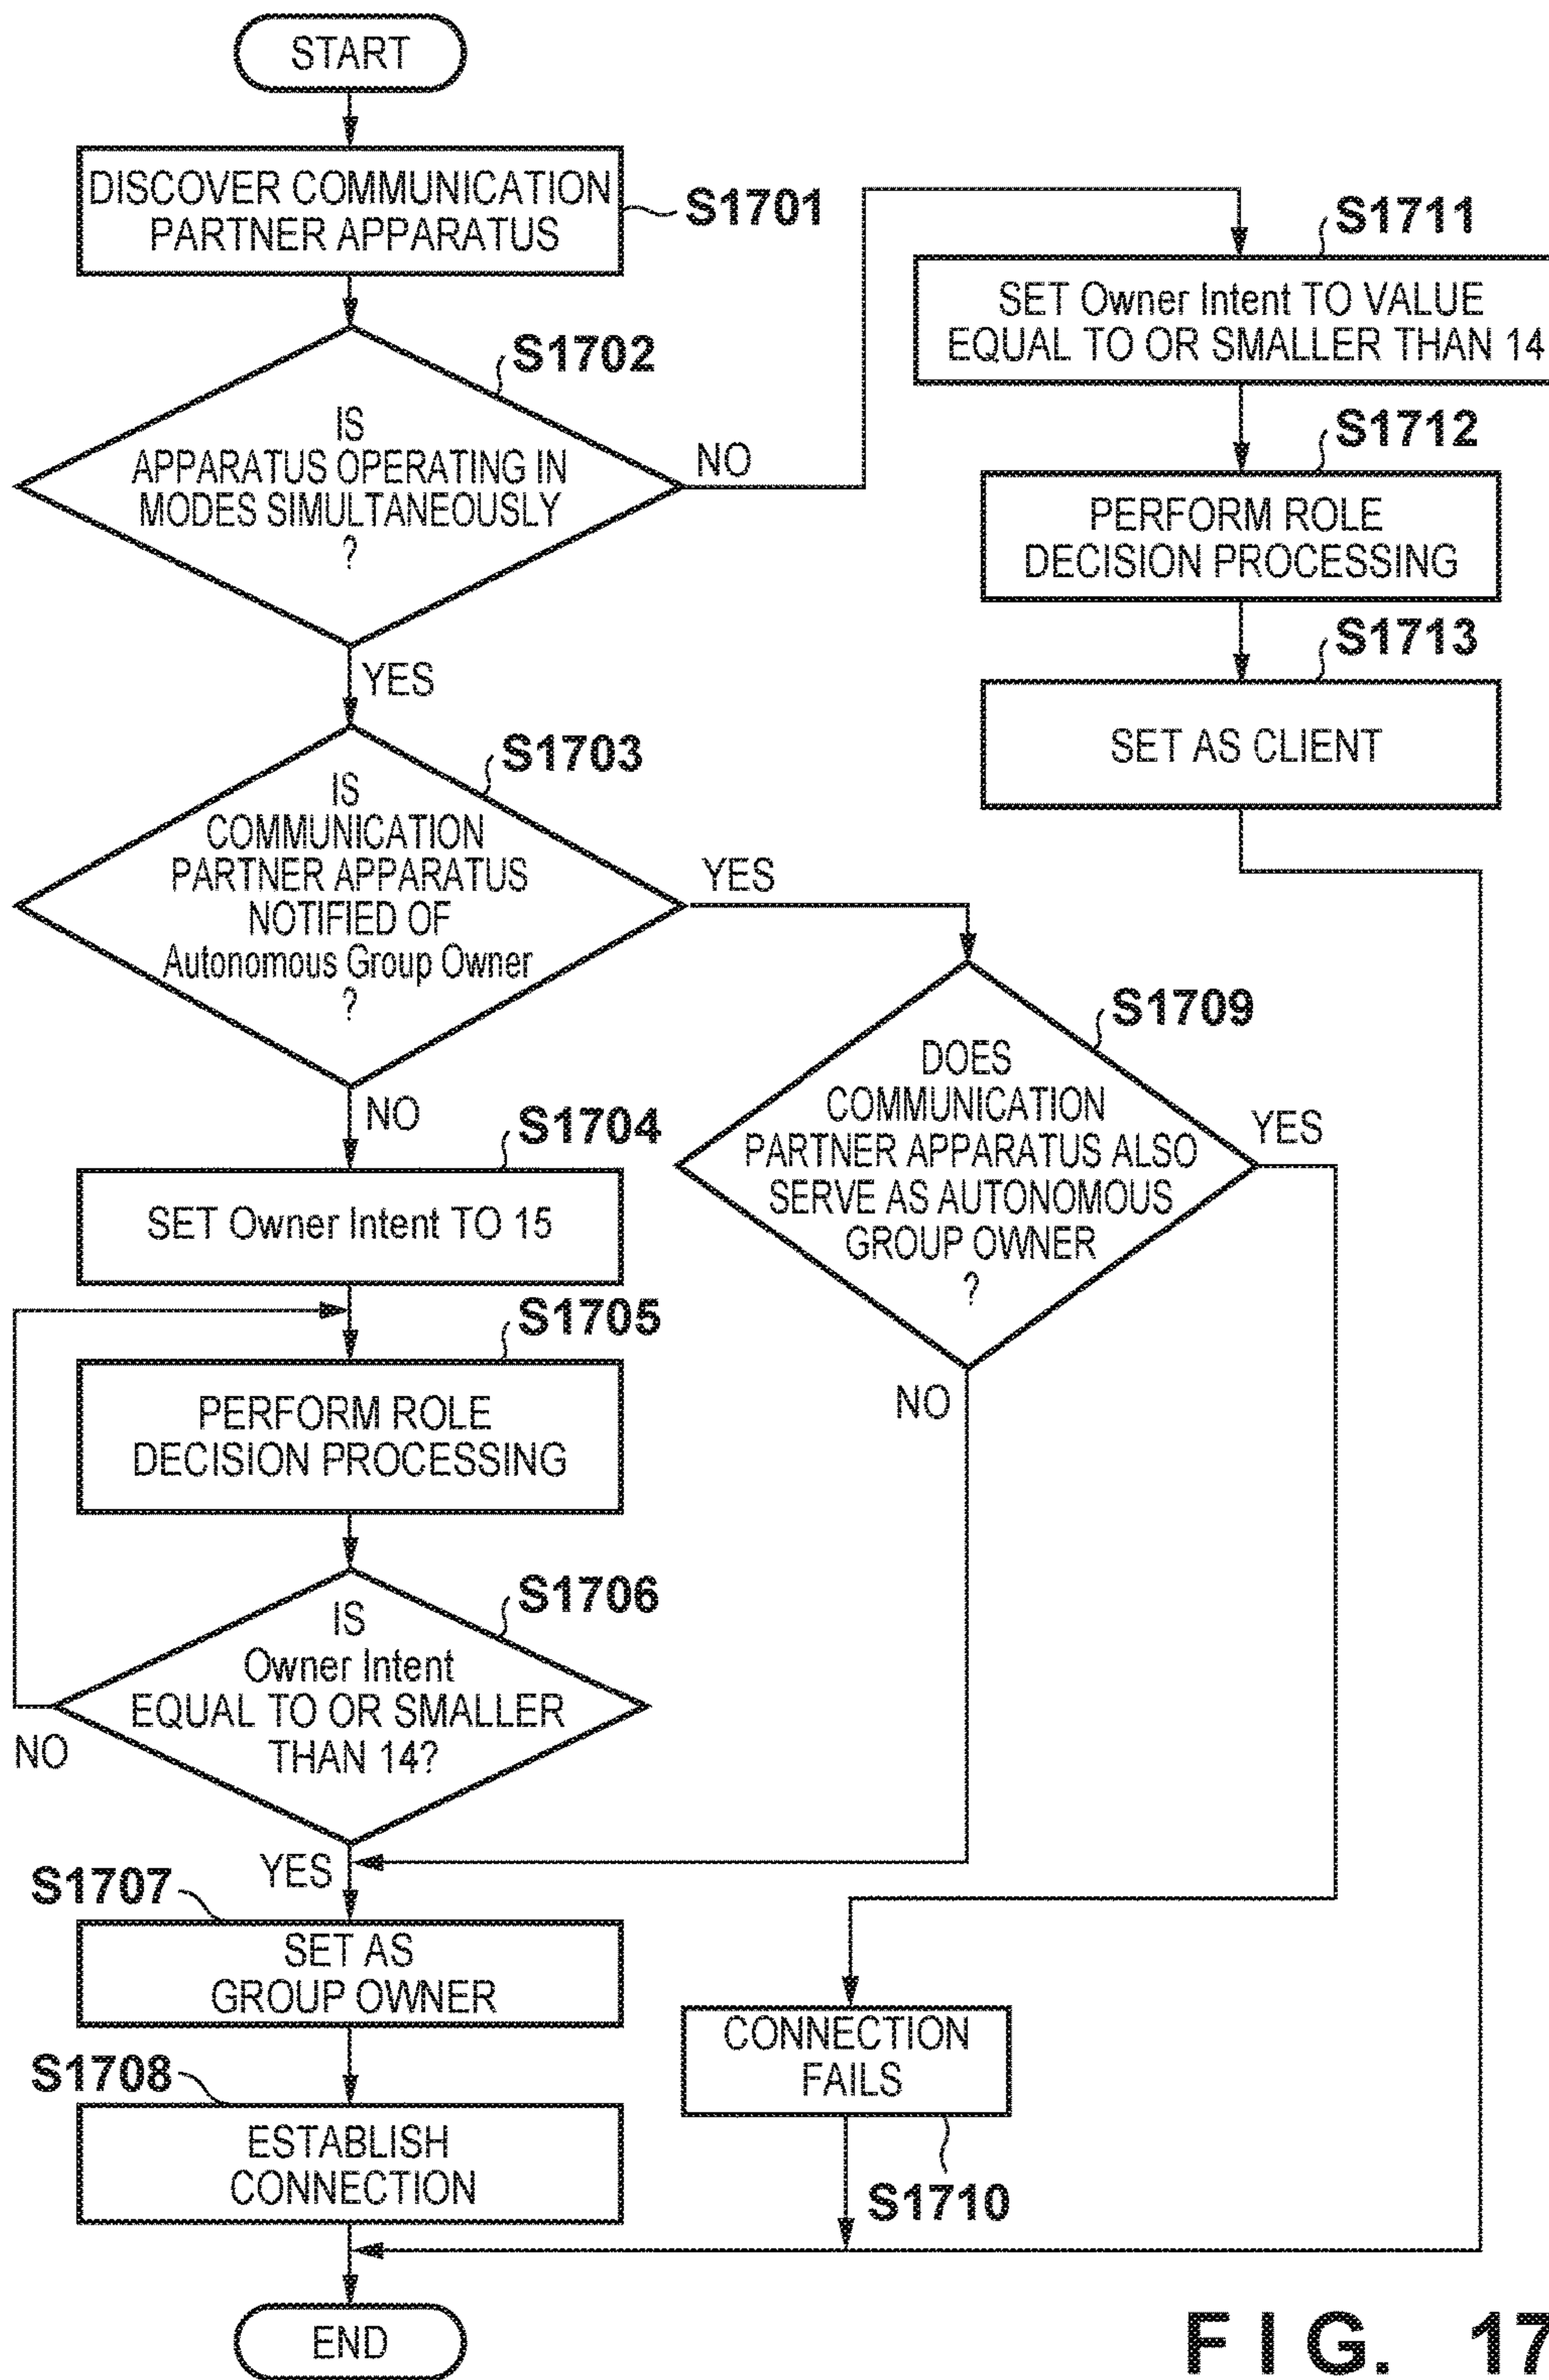 START
DISCOVER COMMUNICATION
PARTNER APPARATUS
S1701
S1702
IS
APPARATUS OPERATING IN
MODES SIMULTANEOUSLY
?
NO
YES
S1711
SET Owner Intent TO VALUE
EQUAL TO OR SMALLER THAN 14
S1712
PERFORM ROLE
DECISION PROCESSING
S1713
SET AS CLIENT
S1703
IS
COMMUNICATION
PARTNER APPARATUS
NOTIFIED OF
Autonomous Group Owner
?
YES
NO
S1709
DOES
COMMUNICATION
PARTNER APPARATUS ALSO
SERVE AS AUTONOMOUS
GROUP OWNER
?
YES
NO
S1704
SET Owner Intent TO 15
S1705
PERFORM ROLE
DECISION PROCESSING
S1706
IS
Owner Intent
EQUAL TO OR SMALLER
THAN 14?
NO
YES
S1707
SET AS
GROUP OWNER
S1708
ESTABLISH
CONNECTION
CONNECTION
FAILS
S1710
END
FIG. 17